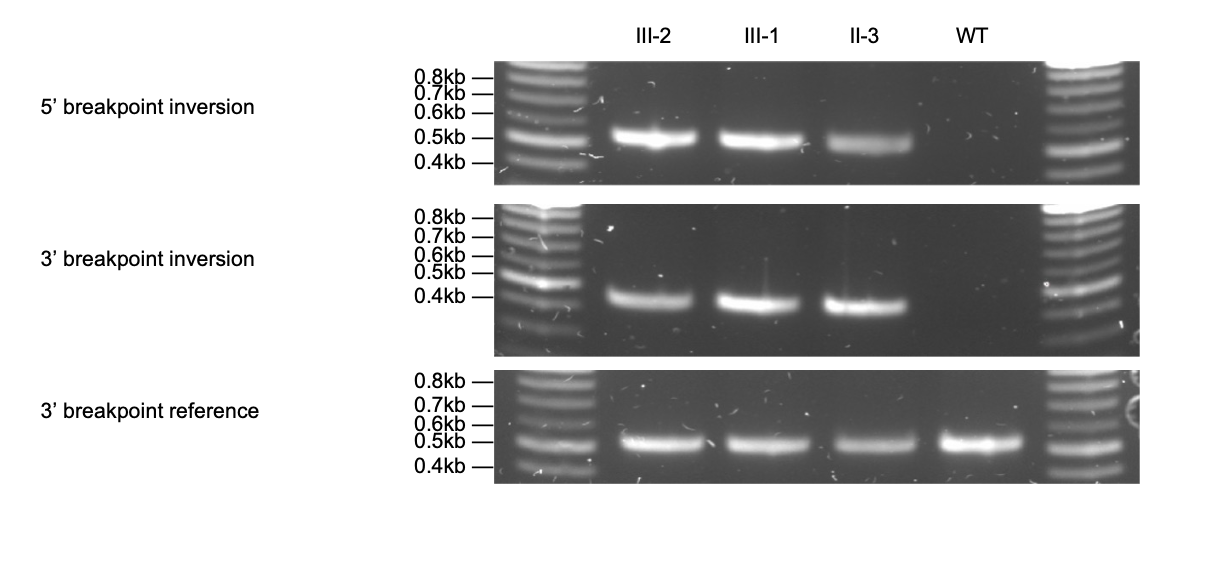 III-2 III-1 II-3 WT
5’ breakpoint inversion
0.8kb
0.7kb
0.6kb
0.5kb
0.4kb
3’ breakpoint inversion
0.8kb
0.7kb
0.6kb
0.5kb
0.4kb
3’ breakpoint reference
0.8kb
0.7kb
0.6kb
0.5kb
0.4kb